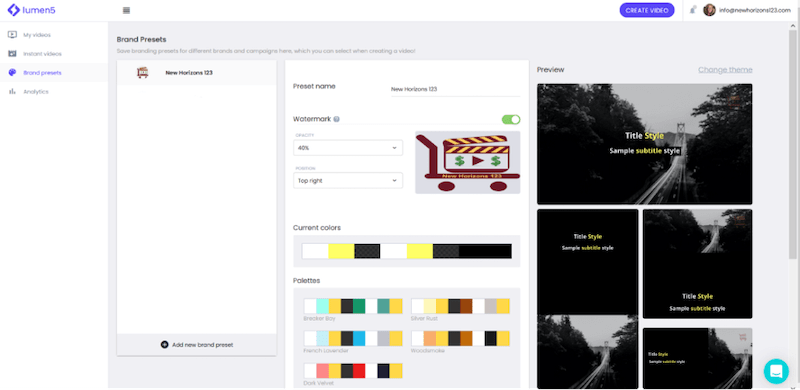 lumen5
CREATE VIDEO
info@newhorizons123.com
My videos
Instant videos
Brand presets
Analytics
Brand Presets
Save branding presets for different brands and campaigns here, which you can select when creating a video!
New Horizons 123
Add new brand preset
Preset name
New Horizons 123
Watermark
OPACITY
40%
POSITION
Top right
$ $
New Horizons 123
Current colors
Palettes
Breaker Bay
Silver Rust
French Lavender
Woodsmoke
Dark Velvet
Preview
Change theme
Title Style
Sample subtitle style
Title Style
Sample subtitle style
Title Style
Sample subtitle style
Title Style
Sample subtitle style